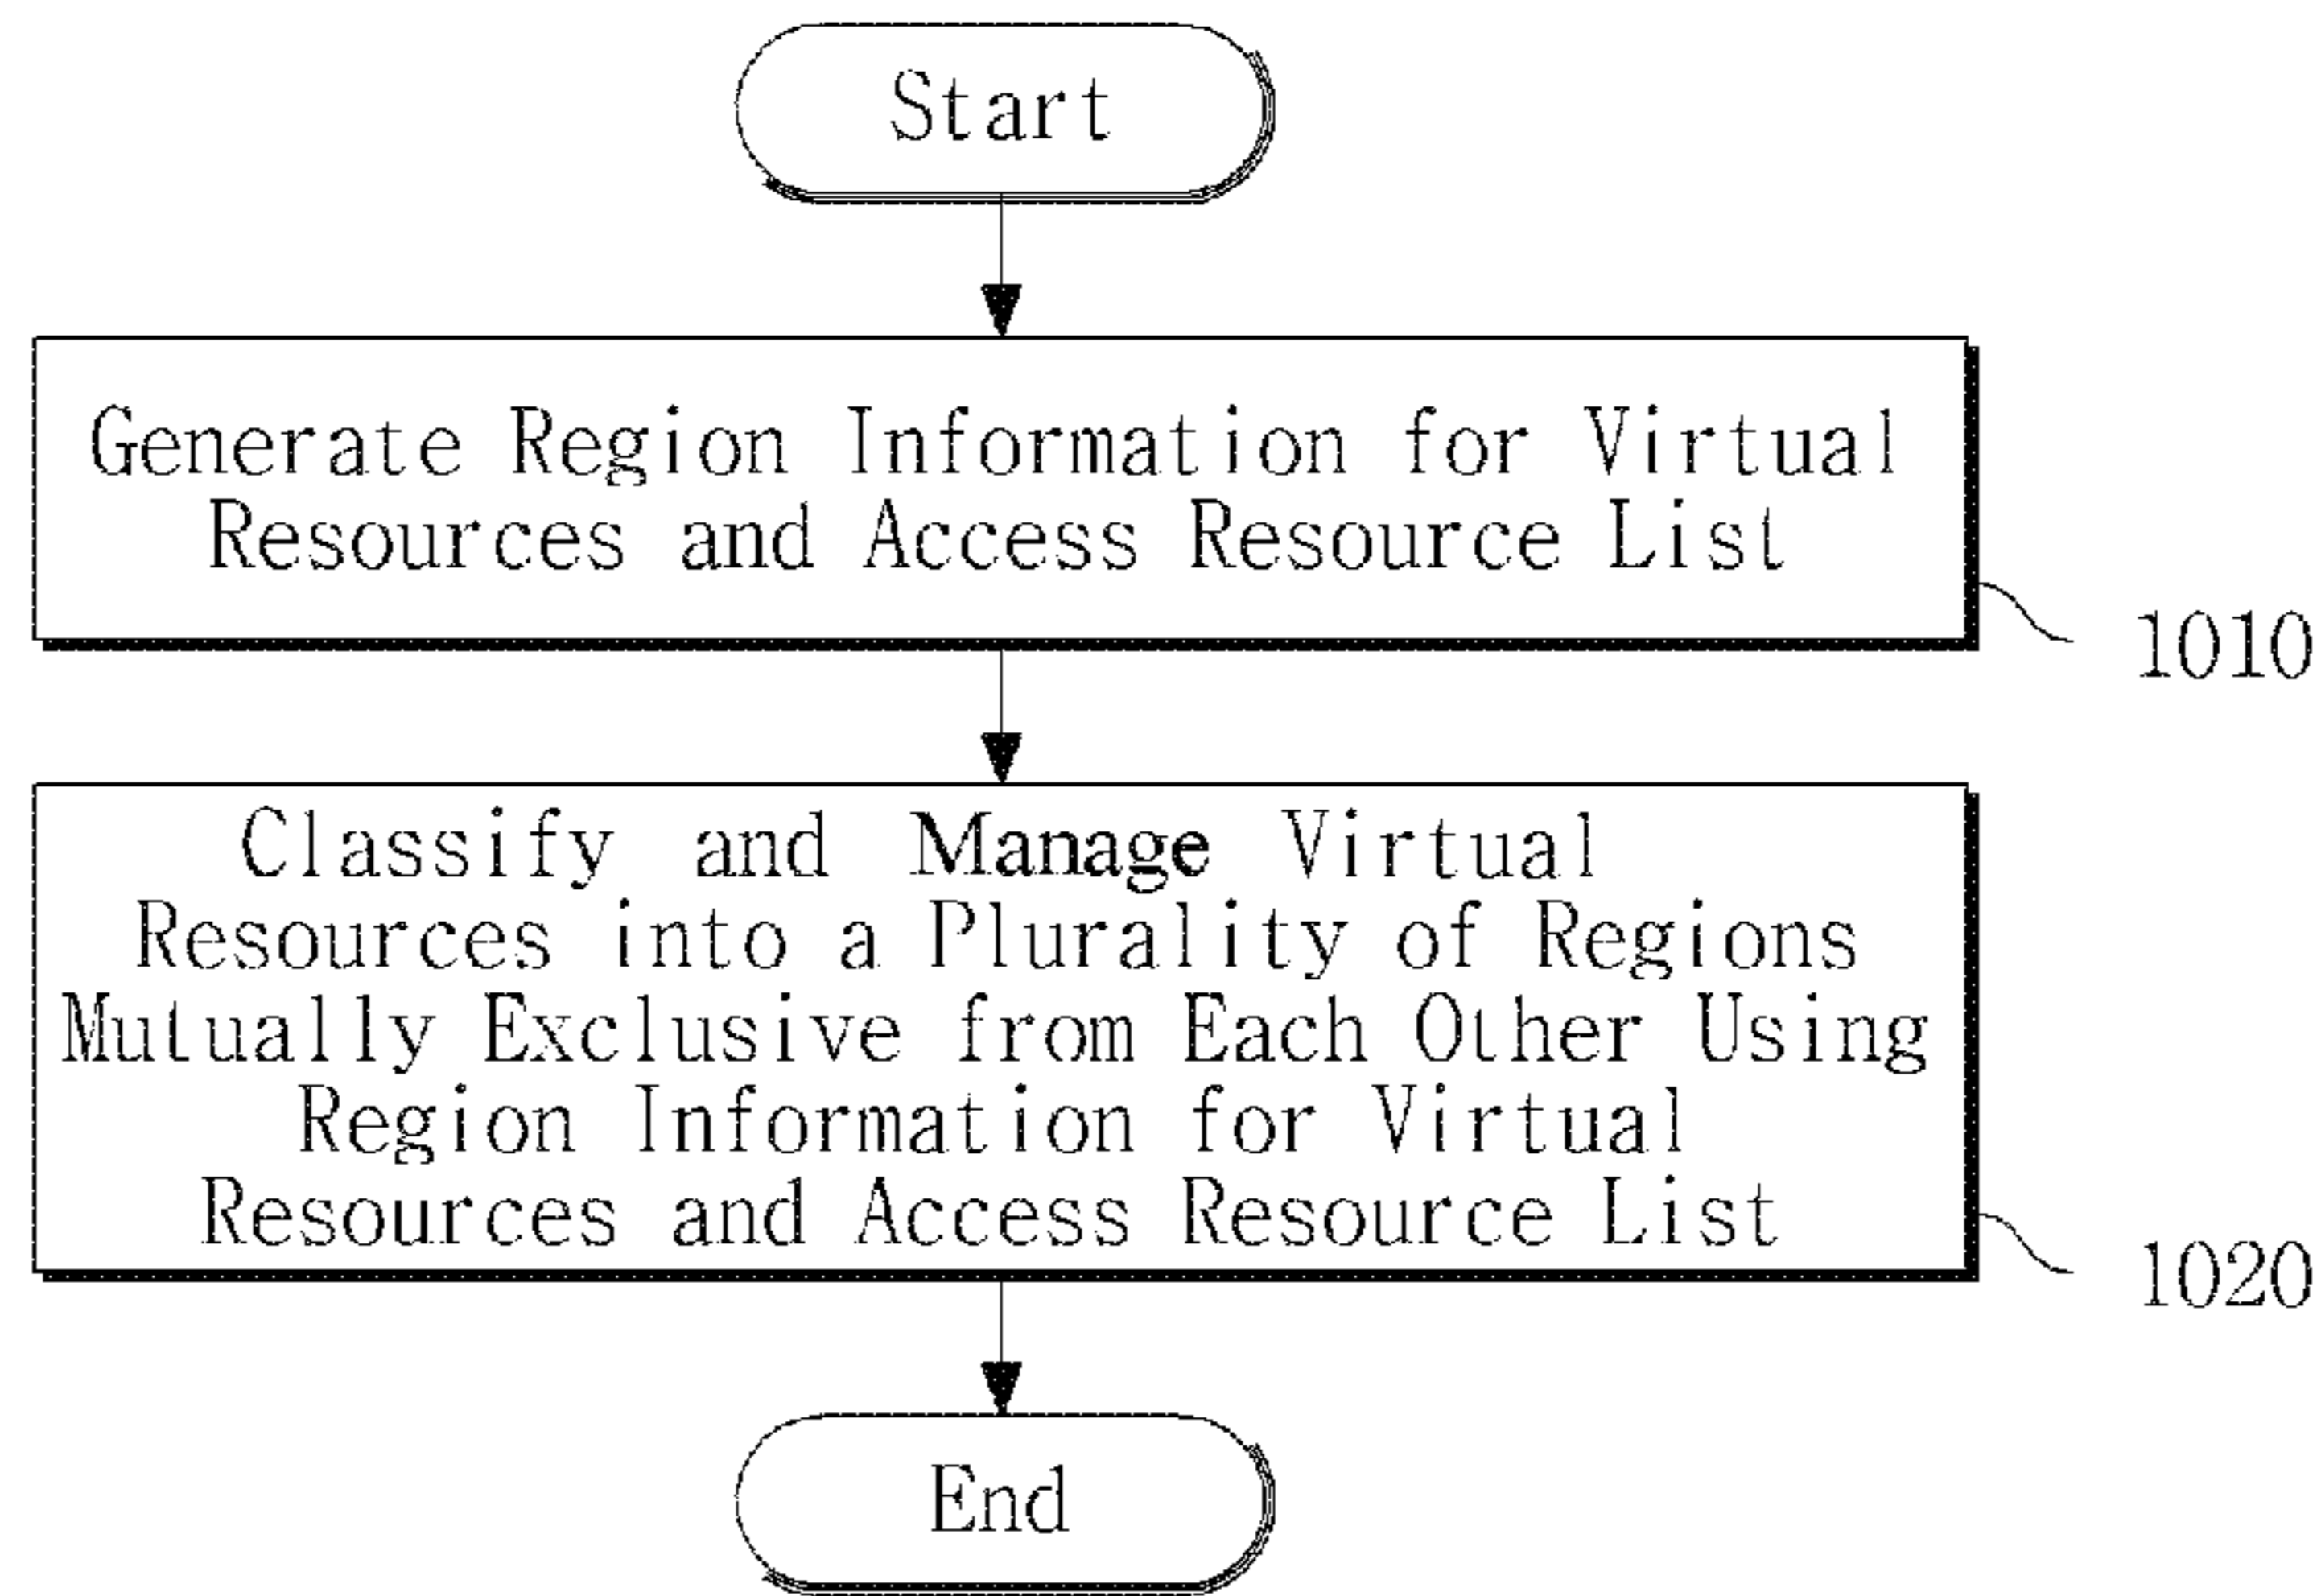 Start
Generate Region Information for Virtual
Resources and Access Resource List
1010
Classify and Manage Virtual
Resources into a Plurality of Regions
Mutually Exclusive from Each Other Using
Region Information for Virtual
Resources and Access Resource List
1020
End